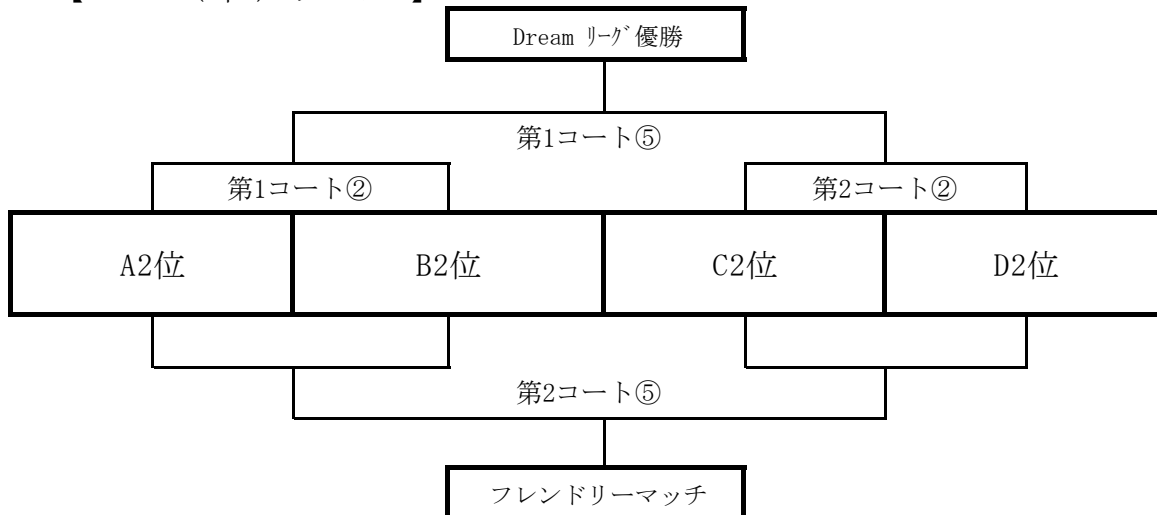 Dream ﾘｰｸﾞ優勝
第1コート⑤
第1コート②
第2コート②
A2位
B2位
C2位
D2位
第2コート⑤
フレンドリーマッチ